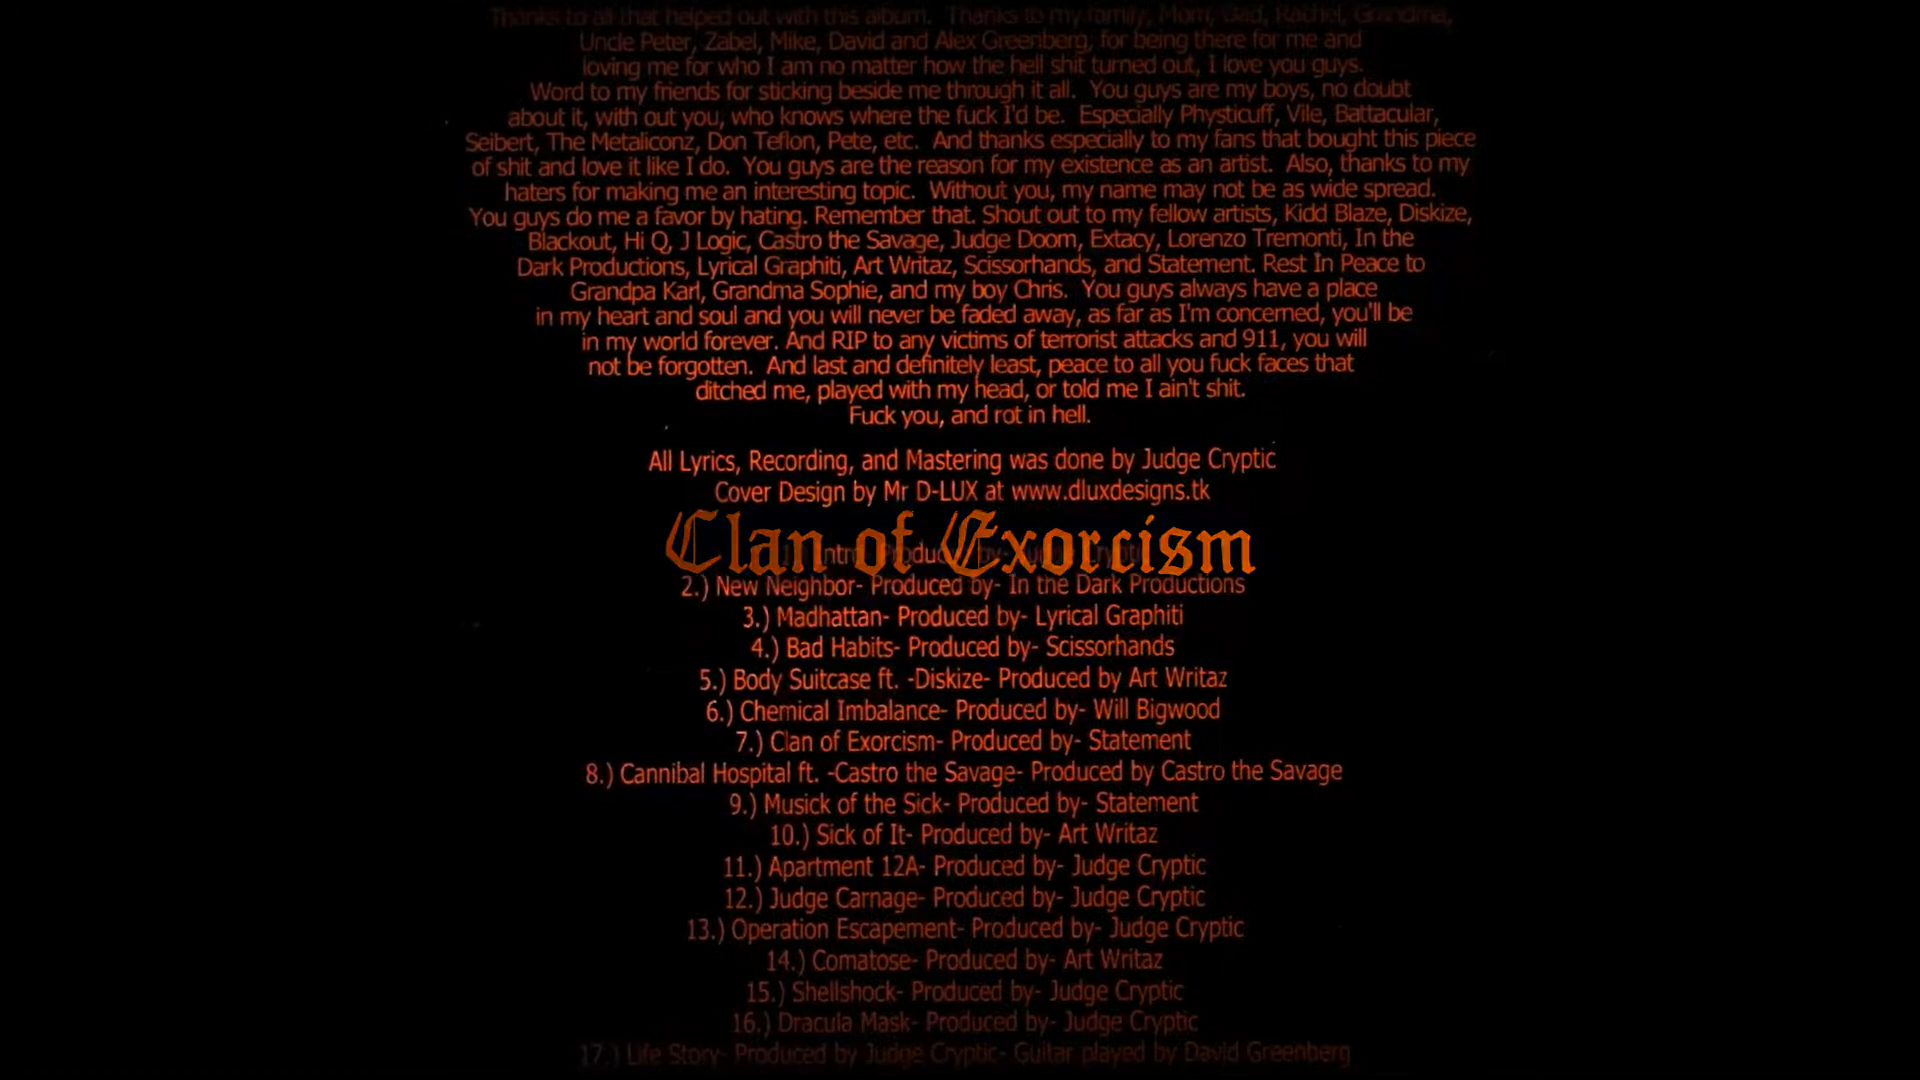 Thanks to all that helped out with this album. Thanks to my family, Mom, Dad, Rachel, Grandma,
Uncle Peter, Zabel, Mike, David and Alex Greenberg, for being there for me and
loving me for who I am no matter how the hell shit turned out, I love you guys.
Word to my friends for sticking beside me through it all. You guys are my boys, no doubt
about it, with out you, who knows where the fuck I'd be. Especially Physticuff, Vile, Battacular,
Seibert, The Metaliconz, Don Teflon, Pete, etc. And thanks especially to my fans that bought this piece
of shit and love it like I do. You guys are the reason for my existence as an artist. Also, thanks to my
haters for making me an interesting topic. Without you, my name may not be as wide spread.
You guys do me a favor by hating. Remember that. Shout out to my fellow artists, Kidd Blaze, Diskize,
Blackout, Hi Q, J Logic, Castro the Savage, Judge Doom, Extacy, Lorenzo Tremonti, In the
Dark Productions, Lyrical Graphiti, Art Writaz, Scissorhands, and Statement. Rest In Peace to
Grandpa Karl, Grandma Sophie, and my boy Chris. You guys always have a place
in my heart and soul and you will never be faded away, as far as I'm concerned, you'll be
in my world forever. And RIP to any victims of terrorist attacks and 911, you will
not be forgotten. And last and definitely least, peace to all you fuck faces that
ditched me, played with my head, or told me I ain't shit.
Fuck you, and rot in hell.
All Lyrics, Recording, and Mastering was done by Judge Cryptic
Cover Design by Mr D-LUX at www.dluxdesigns.tk
Clan of Exorcism
2.) New Neighbor- Produced by- In the Dark Productions
3.) Madhattan- Produced by- Lyrical Graphiti
4.) Bad Habits- Produced by- Scissorhands
5.) Body Suitcase ft. -Diskize- Produced by Art Writaz
6.) Chemical Imbalance- Produced by- Will Bigwood
7.) Clan of Exorcism- Produced by- Statement
8.) Cannibal Hospital ft. -Castro the Savage- Produced by Castro the Savage
9.) Musick of the Sick- Produced by- Statement
10.) Sick of It- Produced by- Art Writaz
11.) Apartment 12A- Produced by- Judge Cryptic
12.) Judge Carnage- Produced by- Judge Cryptic
13.) Operation Escapement- Produced by- Judge Cryptic
14.) Comatose- Produced by- Art Writaz
15.) Shellshock- Produced by- Judge Cryptic
16.) Dracula Mask- Produced by- Judge Cryptic
17.) Life Story- Produced by Judge Cryptic- Guitar played by David Greenberg